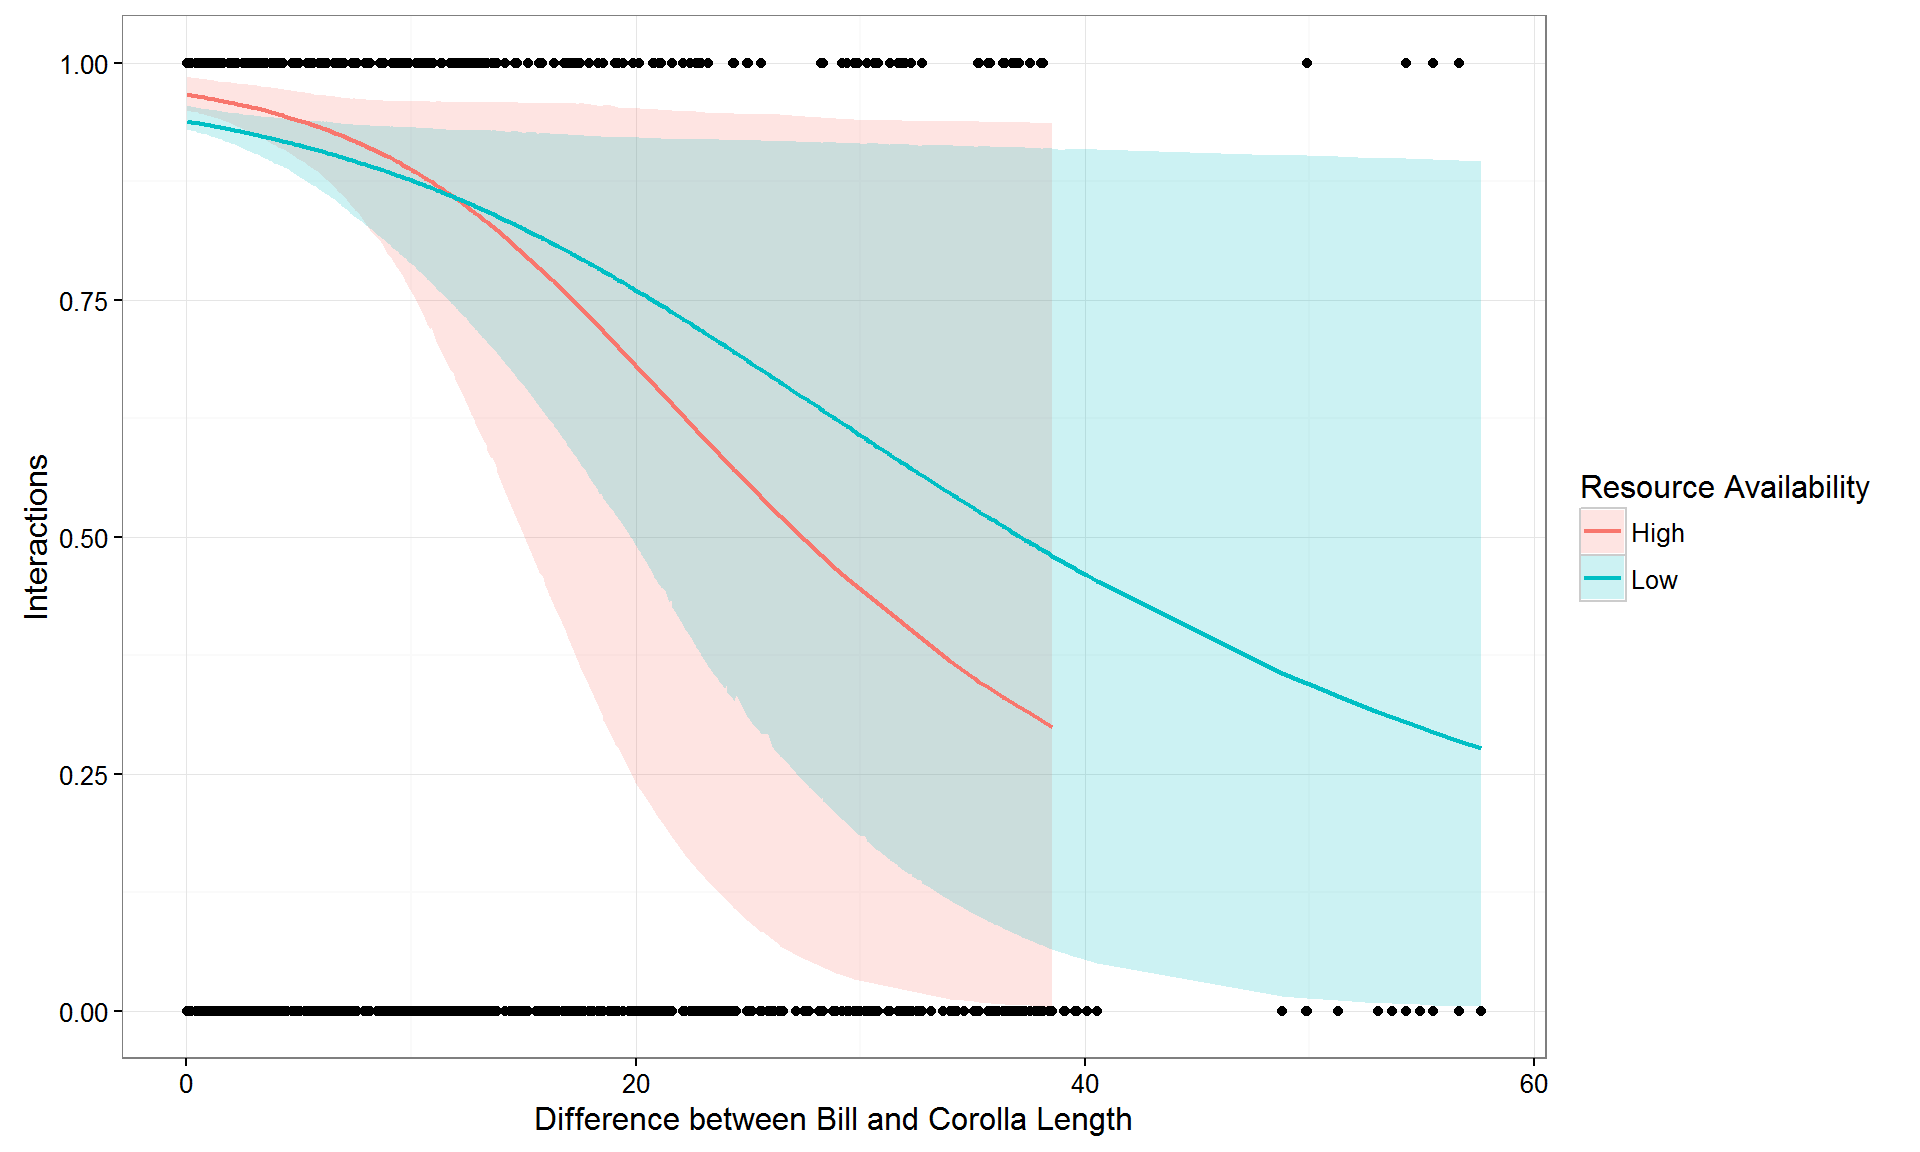 1.00
0.75
0.50
0.25
0.00
Interactions
0
20
40
60
Difference between Bill and Corolla Length
Resource Availability
High
Low